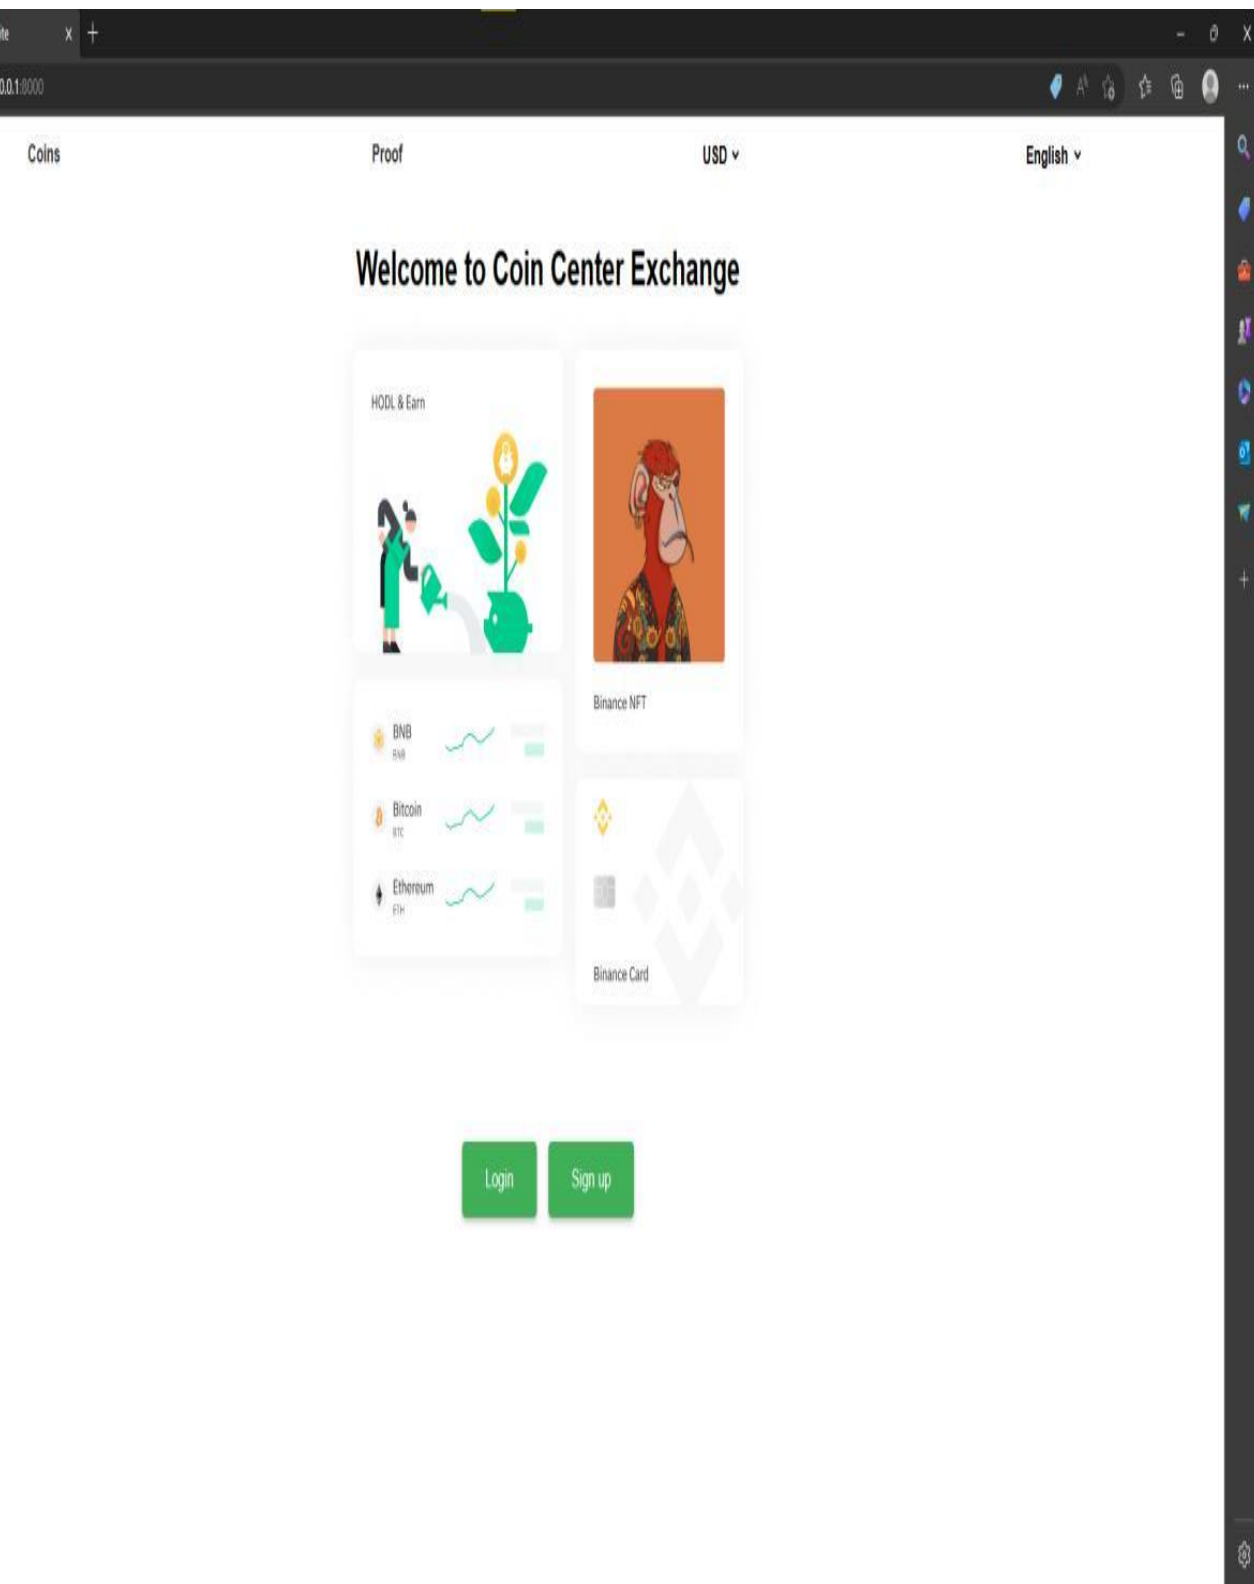 0.0.1:8000
Coins
Proof
USD
English
Welcome to Coin Center Exchange
HODL & Earn
Binance NFT
BNB
BNB
Bitcoin
BTC
Ethereum
ETH
Binance Card
Login
Sign up